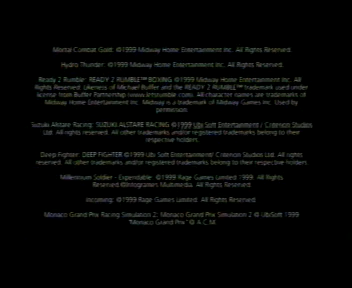 Mortal Combat Gold: ©1999 Midway Home Entertainment Inc. All Rights Reserved.
Hydro Thunder: ©1999 Midway Home Entertainment Inc. All Rights Reserved.
Ready 2 Rumble: READY 2 RUMBLE™ BOXING ©1999 Midway Home Entertainment Inc. All
Rights Reserved. Likeness of Michael Buffer and the READY 2 RUMBLE™ trademark used under
license from Buffer Partnership (www.letsrumble.com). All character names are trademarks of
Midway Home Entertainment Inc. Midway is a trademark of Midway Games Inc. Used by
permission.
Suzuki Alstare Racing: SUZUKI ALSTARE RACING ©1999 Ubi Soft Entertainment / Criterion Studios
Ltd. All rights reserved. All other trademarks and/or registered trademarks belong to their
respective holders.
Deep Fighter: DEEP FIGHTER ©1999 Ubi Soft Entertainment/ Criterion Studios Ltd. All rights
reserved. All other trademarks and/or registered trademarks belong to their respective holders.
Millennium Soldier - Expendable: ©1999 Rage Games Limited 1999. All Rights
Reserved.©Infogrames Multimedia. All Rights Reserved.
Incoming: ©1999 Rage Games Limited. All Rights Reserved.
Monaco Grand Prix Racing Simulation 2: Monaco Grand Prix Simulation 2 © UbiSoft 1999
"Monaco Grand Prix" © A.C.M.